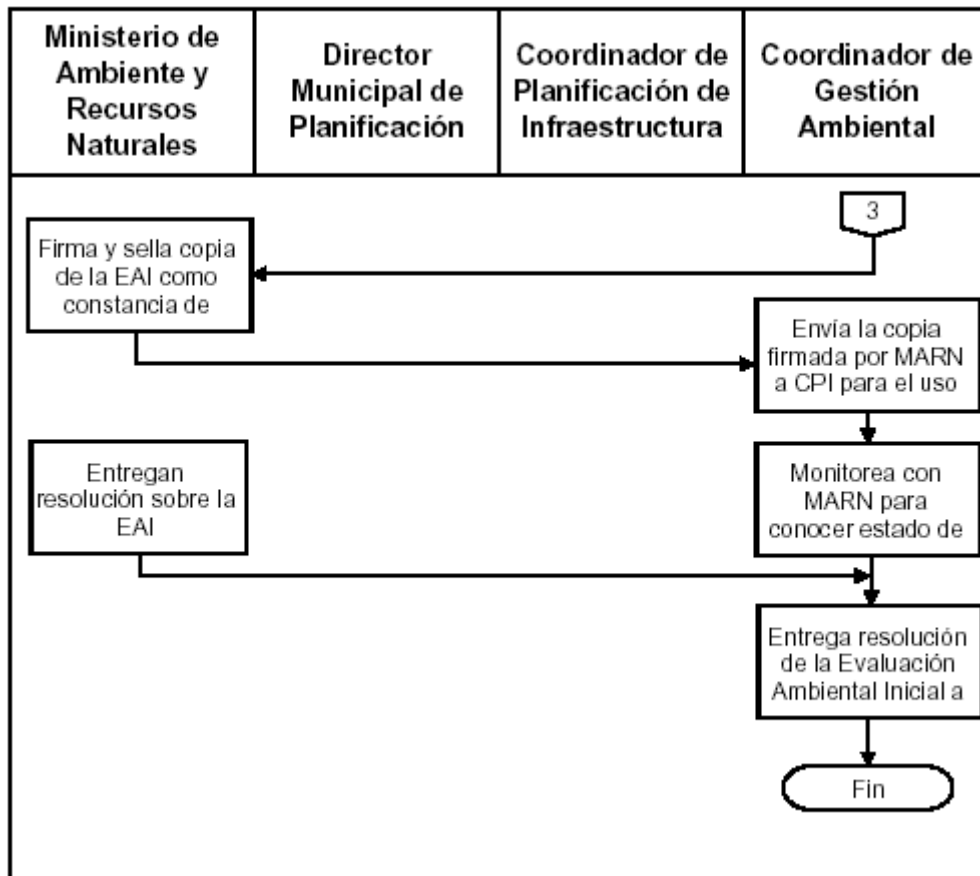 Ministerio de
Ambiente y
Recursos
Naturales
Director
Municipal de
Planificación
Coordinador de
Planificación de
Infraestructura
Coordinador de
Gestión
Ambiental
3
Firma y sella copia
de la EAI como
constancia de
Envía la copia
firmada por MARN
a CPI para el uso
Entregan
resolución sobre la
EAI
Monitorea con
MARN para
conocer estado de
Entrega resolución
de la Evaluación
Ambiental Inicial a
Fin